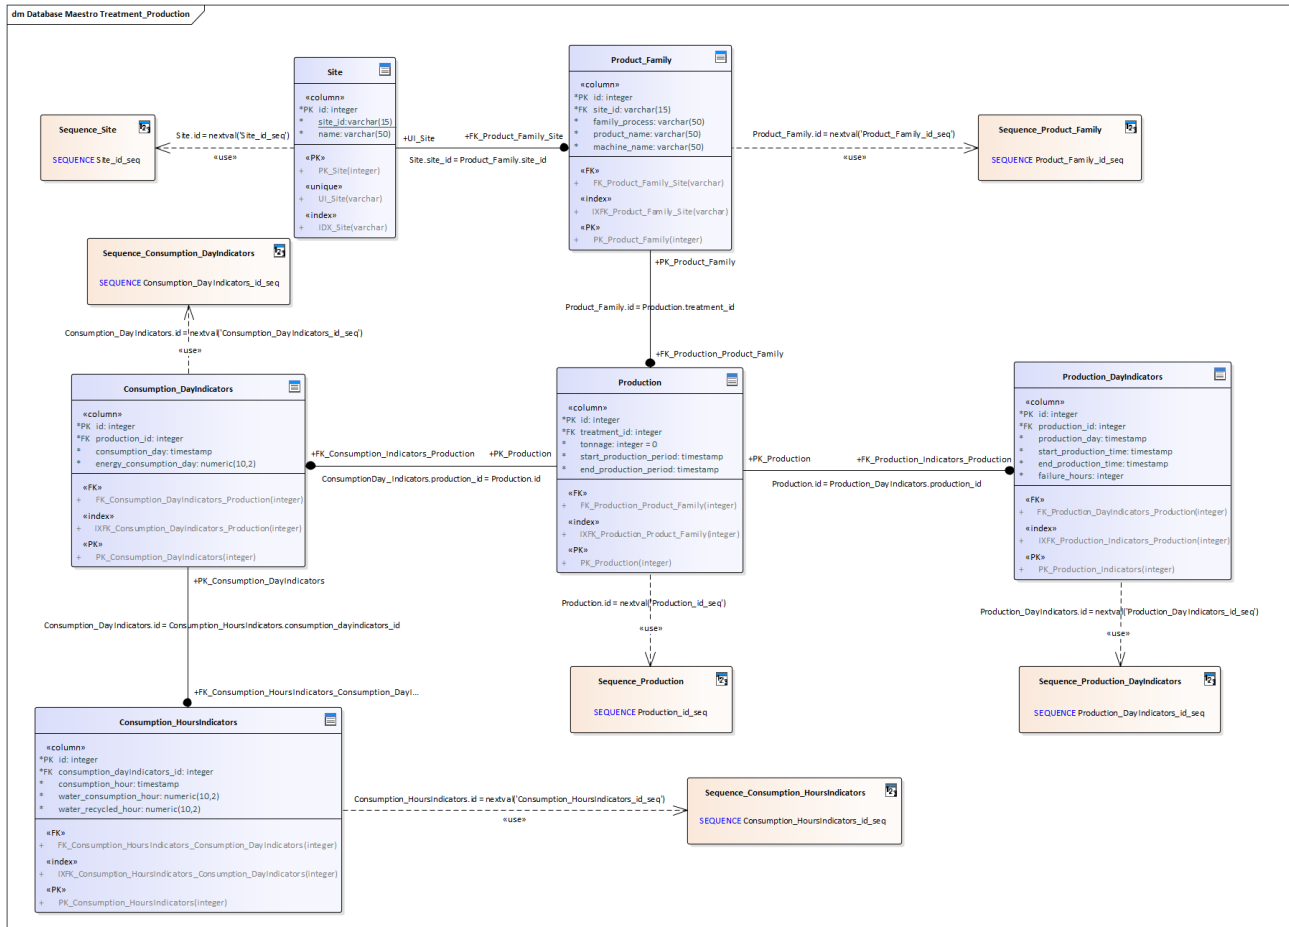 dm Database Maestro Treatment_Production
Site
«column»
*PK id: integer
* site_id: varchar(15)
* name: varchar(50)
«PK»
+ PK_Site(integer)
«unique»
+ UI_Site(varchar)
«index»
+ IDX_Site(varchar)
Product_Family
«column»
*PK id: integer
*FK site_id: varchar(15)
* family_process: varchar(50)
* product_name: varchar(50)
* machine_name: varchar(50)
«FK»
+ FK_Product_Family_Site(varchar)
«index»
+ IXFK_Product_Family_Site(varchar)
«PK»
+ PK_Product_Family(integer)
Sequence_Site
SEQUENCE Site_id_seq
Site.id = nextval('Site_id_seq')
«use»
+UI_Site
+FK_Product_Family_Site
Site.site_id = Product_Family.site_id
Product_Family.id = nextval('Product_Family_id_seq')
«use»
Sequence_Product_Family
SEQUENCE Product_Family_id_seq
Sequence_Consumption_DayIndicators
SEQUENCE Consumption_DayIndicators_id_seq
+PK_Product_Family
Product_Family.id = Production.treatment_id
+FK_Production_Product_Family
Consumption_DayIndicators.id = nextval('Consumption_DayIndicators_id_seq')
«use»
Consumption_DayIndicators
«column»
*PK id: integer
*FK production_id: integer
* consumption_day: timestamp
* energy_consumption_day: numeric(10,2)
«FK»
+ FK_Consumption_DayIndicators_Production(integer)
«index»
+ IXFK_Consumption_DayIndicators_Production(integer)
«PK»
+ PK_Consumption_DayIndicators(integer)
+FK_Consumption_Indicators_Production
+PK_Production
ConsumptionDay_Indicators.production_id = Production.id
Production
«column»
*PK id: integer
*FK treatment_id: integer
* tonnage: integer = 0
* start_production_period: timestamp
* end_production_period: timestamp
«FK»
+ FK_Production_Product_Family(integer)
«index»
+ IXFK_Production_Product_Family(integer)
«PK»
+ PK_Production(integer)
+PK_Production
+FK_Production_Indicators_Production
Production.id = Production_DayIndicators.production_id
Production_DayIndicators
«column»
*PK id: integer
*FK production_id: integer
* production_day: timestamp
* start_production_time: timestamp
* end_production_time: timestamp
* failure_hours: integer
«FK»
+ FK_Production_DayIndicators_Production(integer)
«index»
+ IXFK_Production_Indicators_Production(integer)
«PK»
+ PK_Production_Indicators(integer)
+PK_Consumption_DayIndicators
Consumption_DayIndicators.id = Consumption_HoursIndicators.consumption_dayindicators_id
+FK_Consumption_HoursIndicators_Consumption_DayI...
Production.id = nextval('Production_id_seq')
«use»
Sequence_Production
SEQUENCE Production_id_seq
Production_DayIndicators.id = nextval('Production_DayIndicators_id_seq')
«use»
Sequence_Production_DayIndicators
SEQUENCE Production_DayIndicators_id_seq
Consumption_HoursIndicators
«column»
*PK id: integer
*FK consumption_dayindicators_id: integer
* consumption_hour: timestamp
* water_consumption_hour: numeric(10,2)
* water_recycled_hour: numeric(10,2)
«FK»
+ FK_Consumption_HoursIndicators_Consumption_DayIndicators(integer)
«index»
+ IXFK_Consumption_HoursIndicators_Consumption_DayIndicators(integer)
«PK»
+ PK_Consumption_HoursIndicators(integer)
Consumption_HoursIndicators.id = nextval('Consumption_HoursIndicators_id_seq')
«use»
Sequence_Consumption_HoursIndicators
SEQUENCE Consumption_HoursIndicators_id_seq